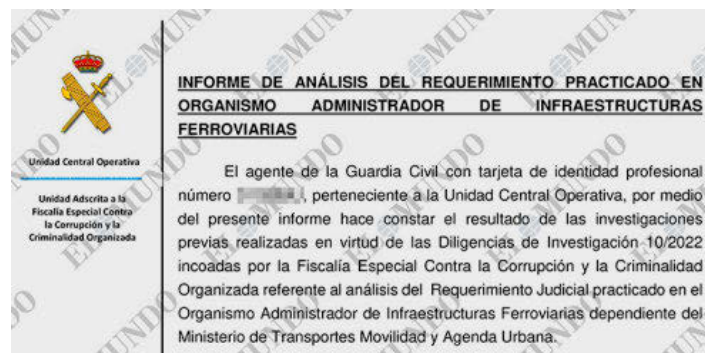 INFORME DE ANÁLISIS DEL REQUERIMIENTO PRACTICADO EN
ORGANISMO ADMINISTRADOR DE INFRAESTRUCTURAS
FERROVIARIAS
Unidad Central Operativa
Unidad Adscrita a la
Fiscalía Especial Contra
la Corrupción y la
Criminalidad Organizada
El agente de la Guardia Civil con tarjeta de identidad profesional
número , perteneciente a la Unidad Central Operativa, por medio
del presente informe hace constar el resultado de las investigaciones
previas realizadas en virtud de las Diligencias de Investigación 10/2022
incoadas por la Fiscalía Especial Contra la Corrupción y la Criminalidad
Organizada referente al análisis del Requerimiento Judicial practicado en el
Organismo Administrador de Infraestructuras Ferroviarias dependiente del
Ministerio de Transportes Movilidad y Agenda Urbana.
EL MUNDO